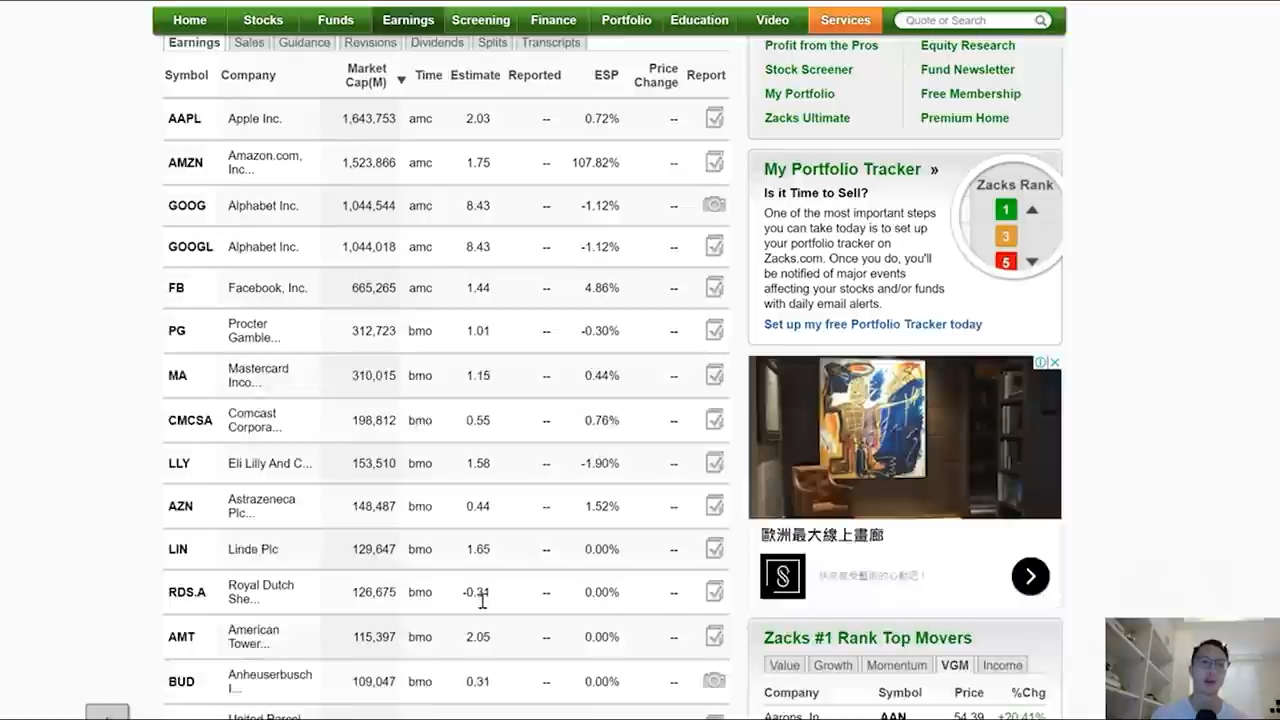 Home Stocks Funds Earnings Screening Finance Portfolio Education Video Services Quote or Search
Earnings Sales Guidance Revisions Dividends Splits Transcripts
Symbol Company Market Cap(M) Time Estimate Reported ESP Price Change Report
AAPL Apple Inc. 1,643,753 amc 2.03 -- 0.72% --
AMZN Amazon.com, Inc... 1,523,866 amc 1.75 -- 107.82% --
GOOG Alphabet Inc. 1,044,544 amc 8.43 -- -1.12% --
GOOGL Alphabet Inc. 1,044,018 amc 8.43 -- -1.12% --
FB Facebook, Inc. 665,265 amc 1.44 -- 4.86% --
PG Procter Gamble... 312,723 bmo 1.01 -- -0.30% --
MA Mastercard Inco... 310,015 bmo 1.15 -- 0.44% --
CMCSA Comcast Corpora... 198,812 bmo 0.55 -- 0.76% --
LLY Eli Lilly And C... 153,510 bmo 1.58 -- -1.90% --
AZN Astrazeneca Plc... 148,487 bmo 0.44 -- 1.52% --
LIN Linde Plc 129,647 bmo 1.65 -- 0.00% --
RDS.A Royal Dutch She... 126,675 bmo -- 0.00% --
AMT American Tower... 115,397 bmo 2.05 -- 0.00% --
BUD Anheuserbusch I... 109,047 bmo 0.31 -- 0.00% --
United Parcel
Profit from the Pros Equity Research
Stock Screener Fund Newsletter
My Portfolio Free Membership
Zacks Ultimate Premium Home
My Portfolio Tracker »
Is it Time to Sell?
One of the most important steps
you can take today is to set up
your portfolio tracker on
Zacks.com. Once you do, you'll
be notified of major events
affecting your stocks and/or funds
with daily email alerts.
Set up my free Portfolio Tracker today
Zacks Rank
1
3
5
歐洲最大線上畫廊
Zacks #1 Rank Top Movers
Value Growth Momentum VGM Income
Company Symbol Price %Chg
Aarons, AAN 54.39 +20.41%